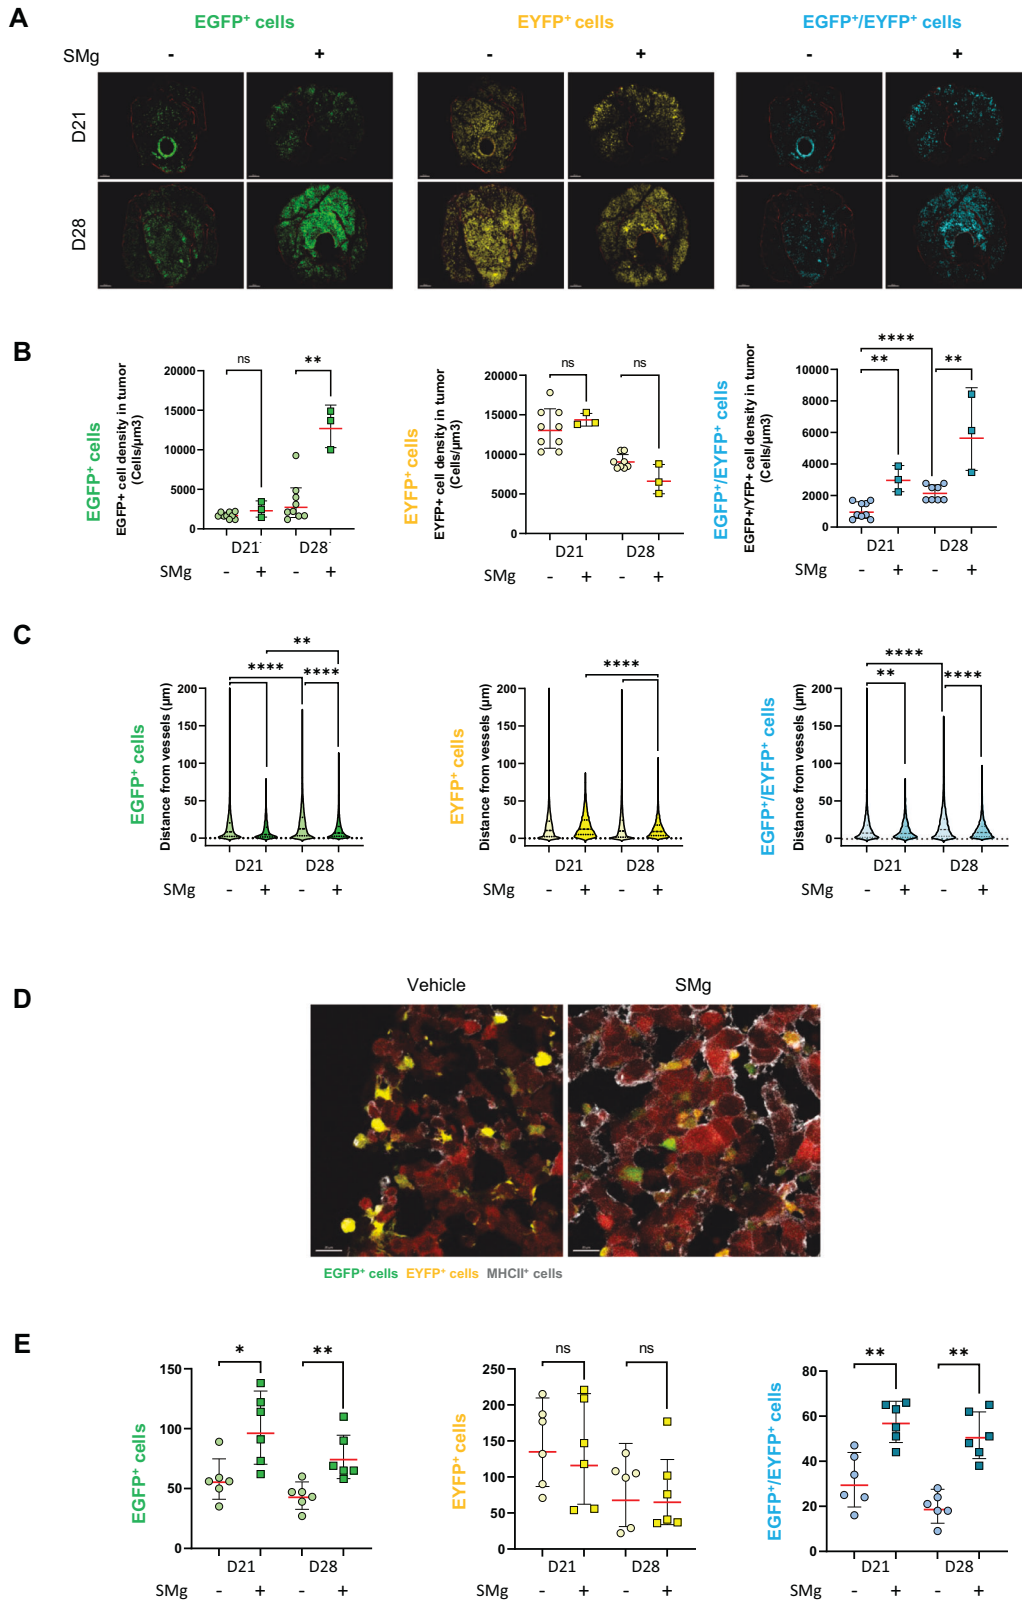 A
EGFP⁺ cells
EYFP⁺ cells
EGFP⁺/EYFP⁺ cells
SMg - + - + - +
D21
D28
B
EGFP⁺ cells
EGFP+ cell density in tumor
(Cells/µm3)
ns **
20000
15000
10000
5000
0
D21 D28
SMg - + - +
EYFP⁺ cells
EYFP+ cell density in tumor
(Cells/µm3)
ns ns
20000
15000
10000
5000
0
D21 D28
- + - +
EGFP⁺/EYFP⁺ cells
EGFP+/YFP+ cell density in tumor
(Cells/µm3)
****
** **
10000
8000
6000
4000
2000
0
D21 D28
SMg - + - +
C
EGFP⁺ cells
Distance from vessels (µm)
**
**** ****
200
150
100
50
0
D21 D28
SMg - + - +
EYFP⁺ cells
Distance from vessels (µm)
****
200
150
100
50
0
D21 D28
SMg - + - +
EGFP⁺/EYFP⁺ cells
Distance from vessels (µm)
****
** ****
200
150
100
50
0
D21 D28
SMg - + - +
D
Vehicle SMg
EGFP⁺ cells EYFP⁺ cells MHCII⁺ cells
E
EGFP⁺ cells
* **
150
100
50
0
D21 D28
SMg - + - +
EYFP⁺ cells
ns ns
250
200
150
100
50
0
D21 D28
SMg - + - +
EGFP⁺/EYFP⁺ cells
** **
80
60
40
20
0
D21 D28
SMg - + - +